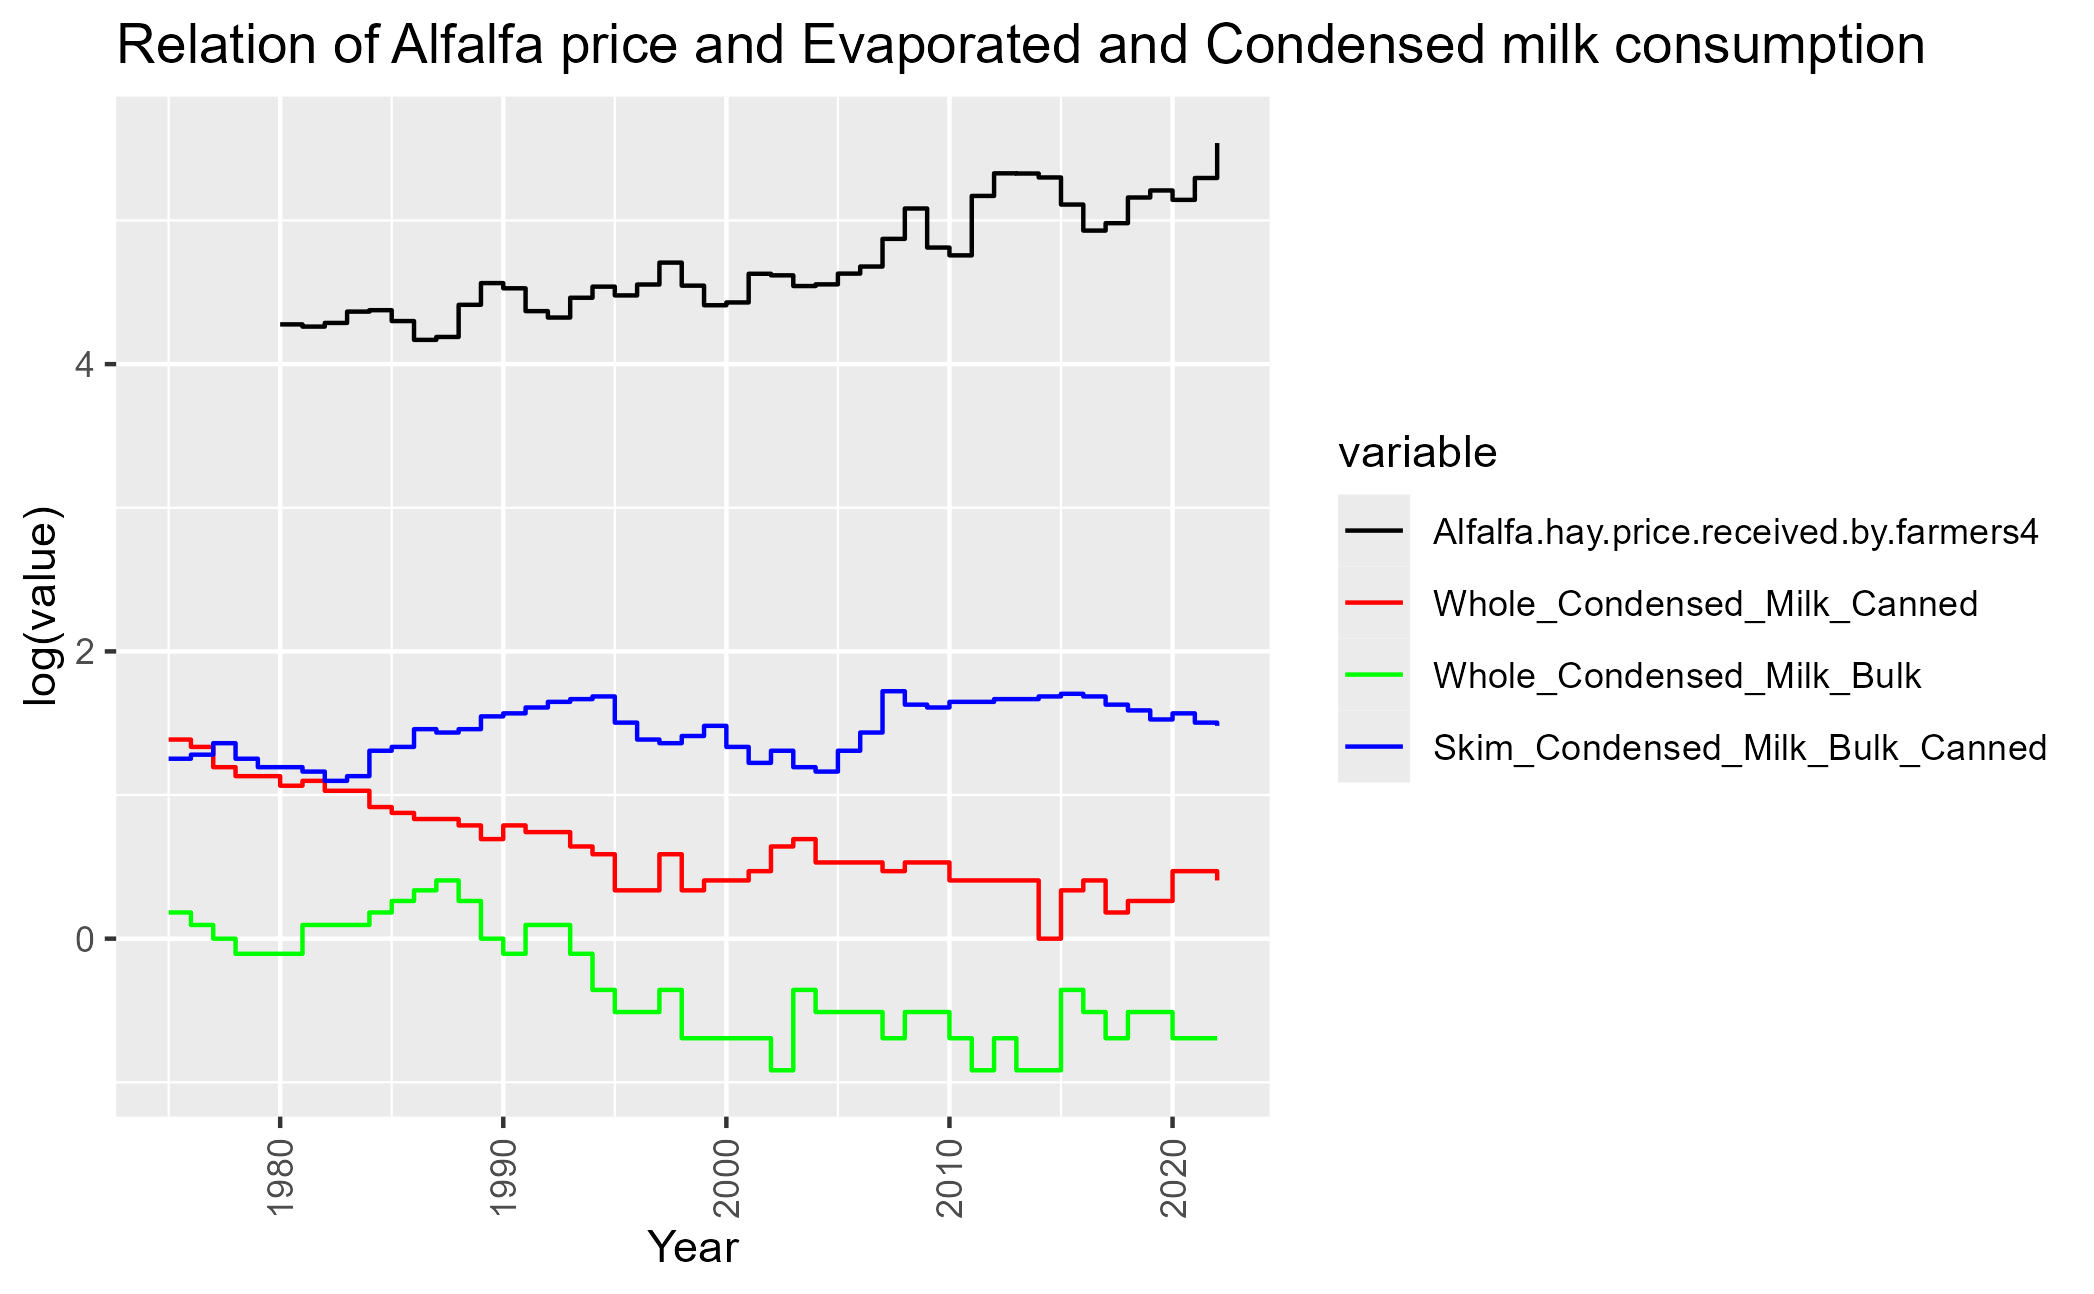 Relation of Alfalfa price and Evaporated and Condensed milk consumption
log(value)
4
2
0
1980
1990
2000
2010
2020
Year
variable
Alfalfa.hay.price.received.by.farmers4
Whole_Condensed_Milk_Canned
Whole_Condensed_Milk_Bulk
Skim_Condensed_Milk_Bulk_Canned